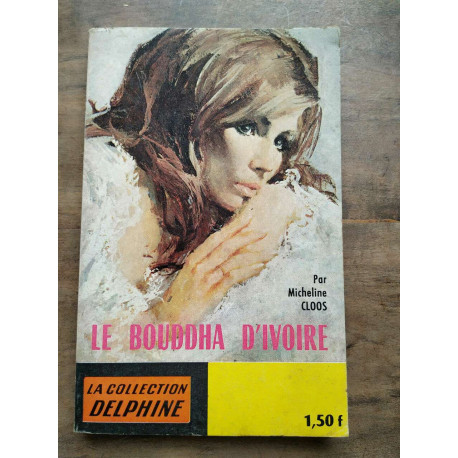 Par
Micheline
CLOOS
LE BOUDDHA D'IVOIRE
LA COLLECTION
DELPHINE
1,50 f